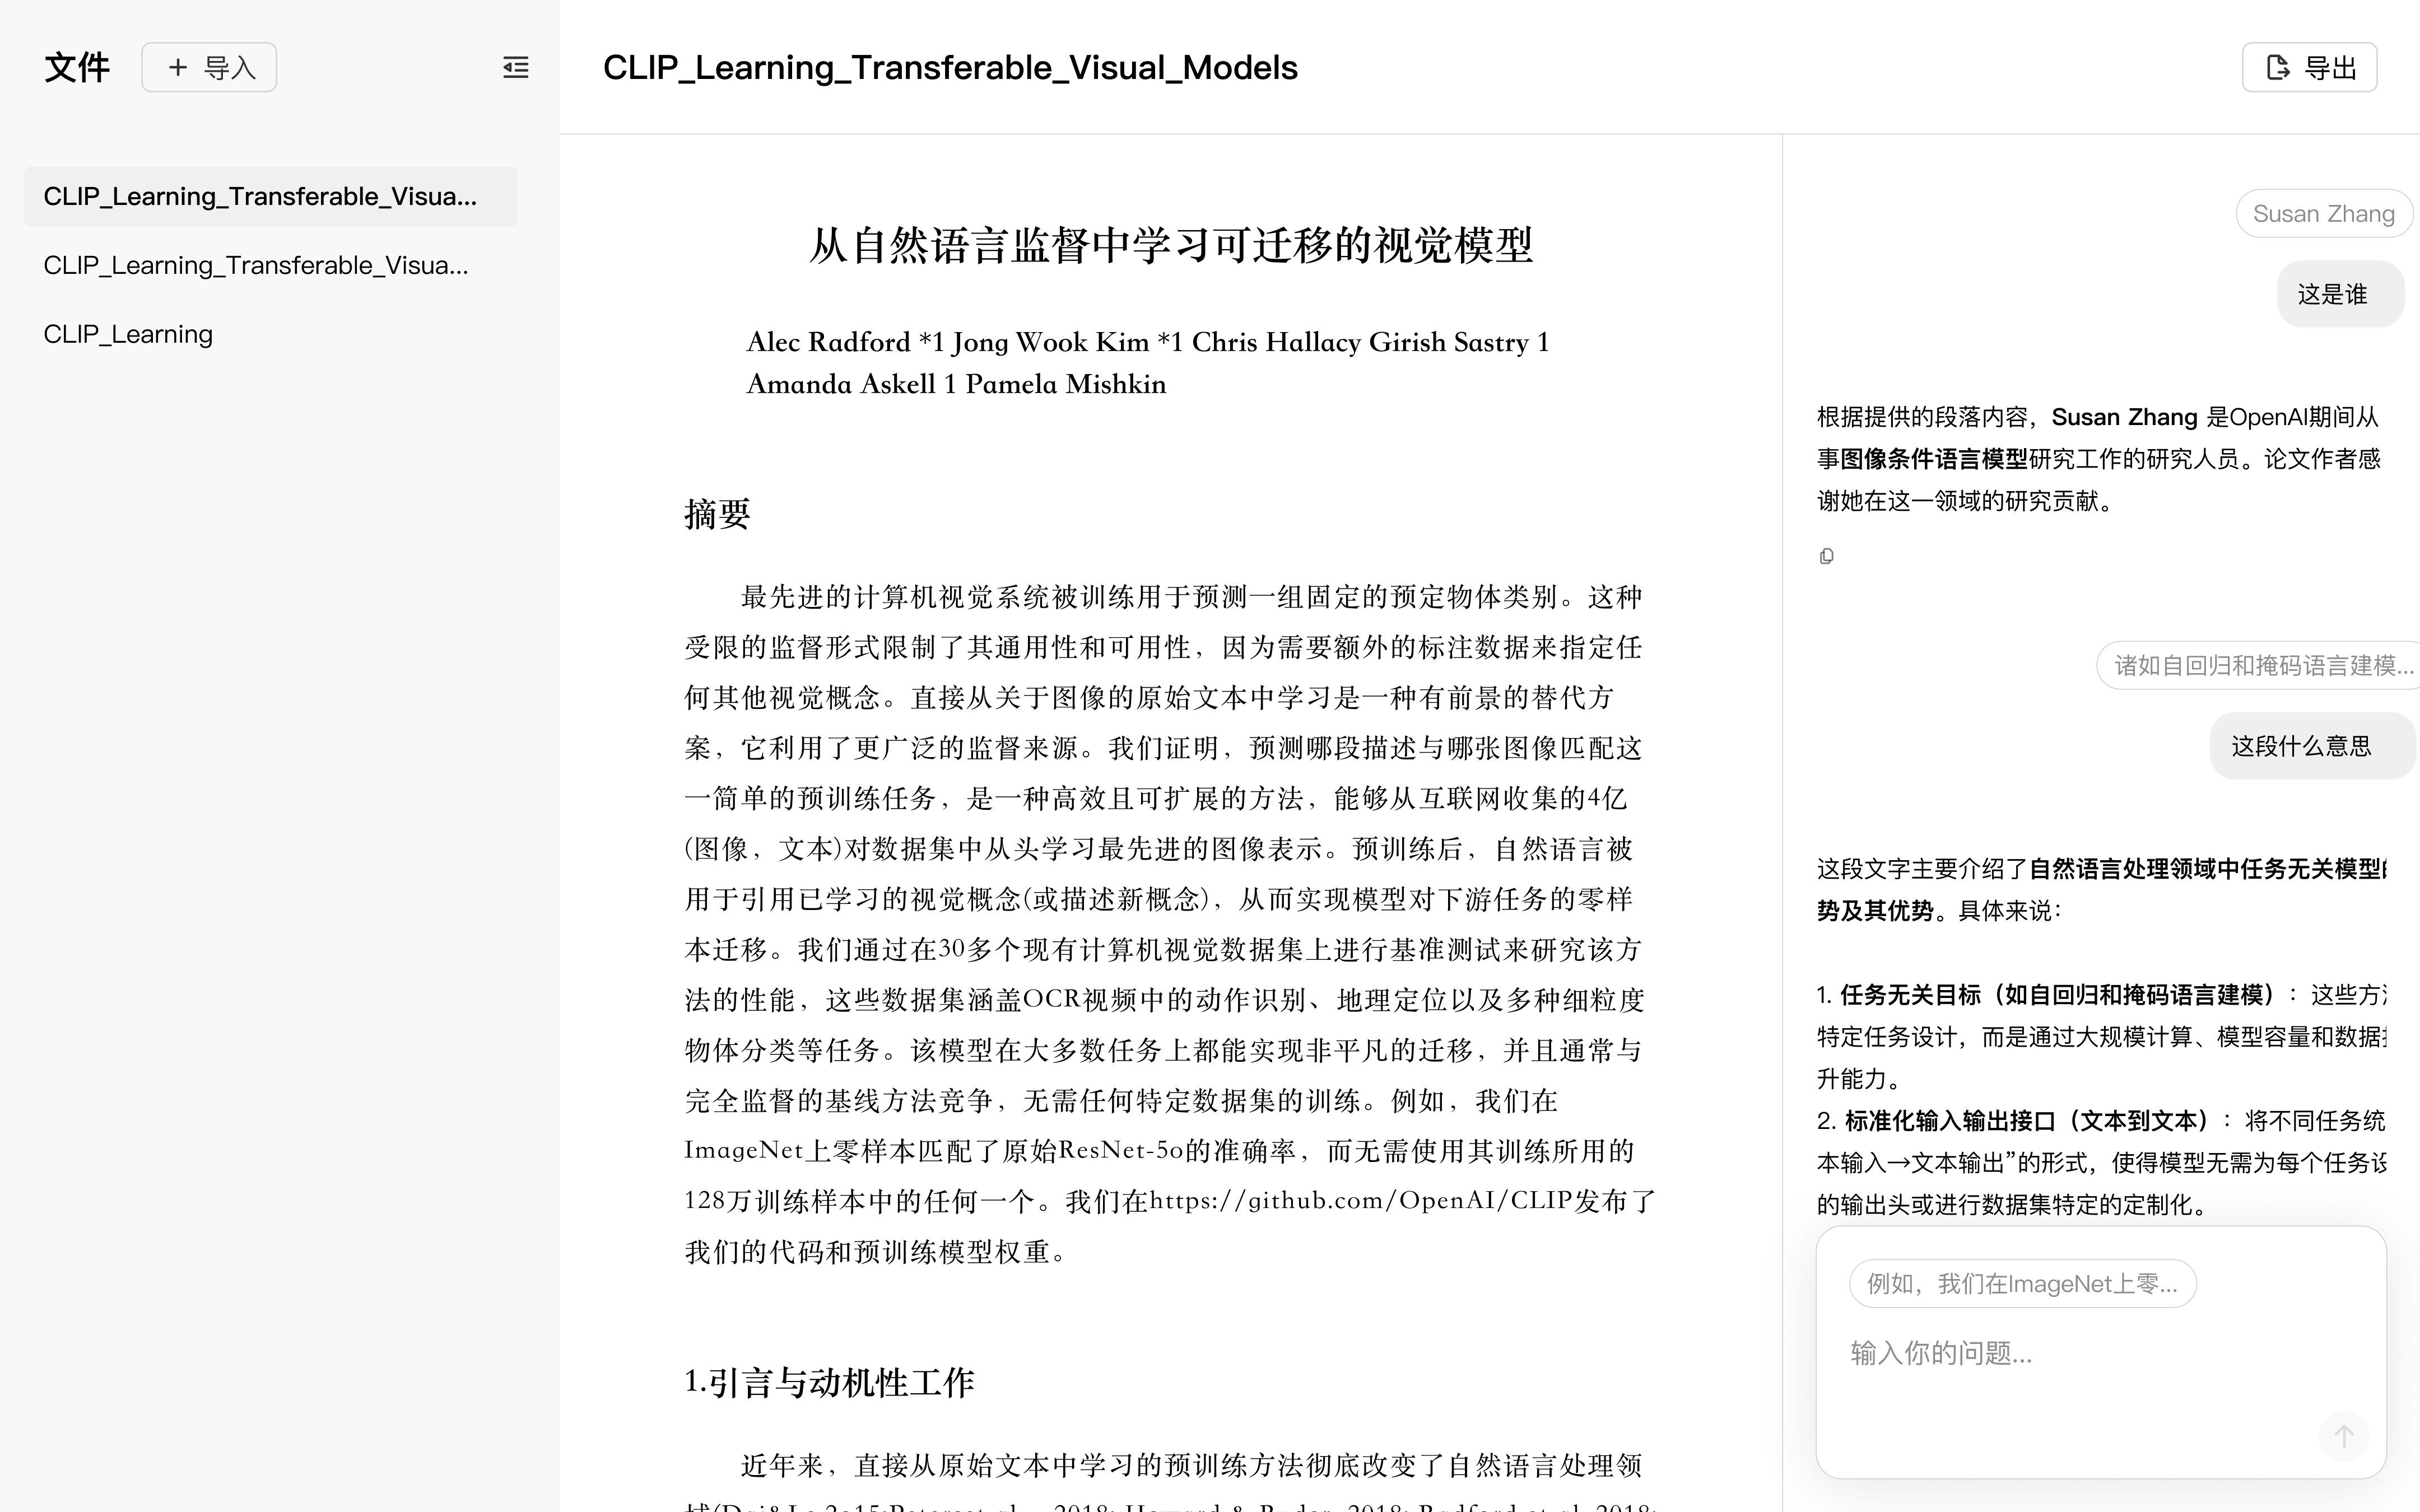 文件
+ 导入
CLIP_Learning_Transferable_Visua...
CLIP_Learning_Transferable_Visua...
CLIP_Learning
CLIP_Learning_Transferable_Visual_Models
导出
从自然语言监督中学习可迁移的视觉模型
Alec Radford *1 Jong Wook Kim *1 Chris Hallacy Girish Sastry 1
Amanda Askell 1 Pamela Mishkin
摘要
最先进的计算机视觉系统被训练用于预测一组固定的预定物体类别。这种
受限的监督形式限制了其通用性和可用性，因为需要额外的标注数据来指定任
何其他视觉概念。直接从关于图像的原始文本中学习是一种有前景的替代方
案，它利用了更广泛的监督来源。我们证明，预测哪段描述与哪张图像匹配这
一简单的预训练任务，是一种高效且可扩展的方法，能够从互联网收集的4亿
(图像，文本)对数据集中从头学习最先进的图像表示。预训练后，自然语言被
用于引用已学习的视觉概念(或描述新概念)，从而实现模型对下游任务的零样
本迁移。我们通过在30多个现有计算机视觉数据集上进行基准测试来研究该方
法的性能，这些数据集涵盖OCR视频中的动作识别、地理定位以及多种细粒度
物体分类等任务。该模型在大多数任务上都能实现非平凡的迁移，并且通常与
完全监督的基线方法竞争，无需任何特定数据集的训练。例如，我们在
ImageNet上零样本匹配了原始ResNet-5o的准确率，而无需使用其训练所用的
128万训练样本中的任何一个。我们在https://github.com/OpenAI/CLIP发布了
我们的代码和预训练模型权重。
1.引言与动机性工作
近年来，直接从原始文本中学习的预训练方法彻底改变了自然语言处理领
Susan Zhang
这是谁
根据提供的段落内容，Susan Zhang 是OpenAI期间从
事图像条件语言模型研究工作的研究人员。论文作者感
谢她在这一领域的研究贡献。
诸如自回归和掩码语言建模...
这段什么意思
这段文字主要介绍了自然语言处理领域中任务无关模型
势及其优势。具体来说：
1. 任务无关目标（如自回归和掩码语言建模）：这些方
特定任务设计，而是通过大规模计算、模型容量和数据
升能力。
2. 标准化输入输出接口（文本到文本）：将不同任务统
本输入→文本输出”的形式，使得模型无需为每个任务设
的输出头或进行数据集特定的定制化。
例如，我们在ImageNet上零...
输入你的问题...